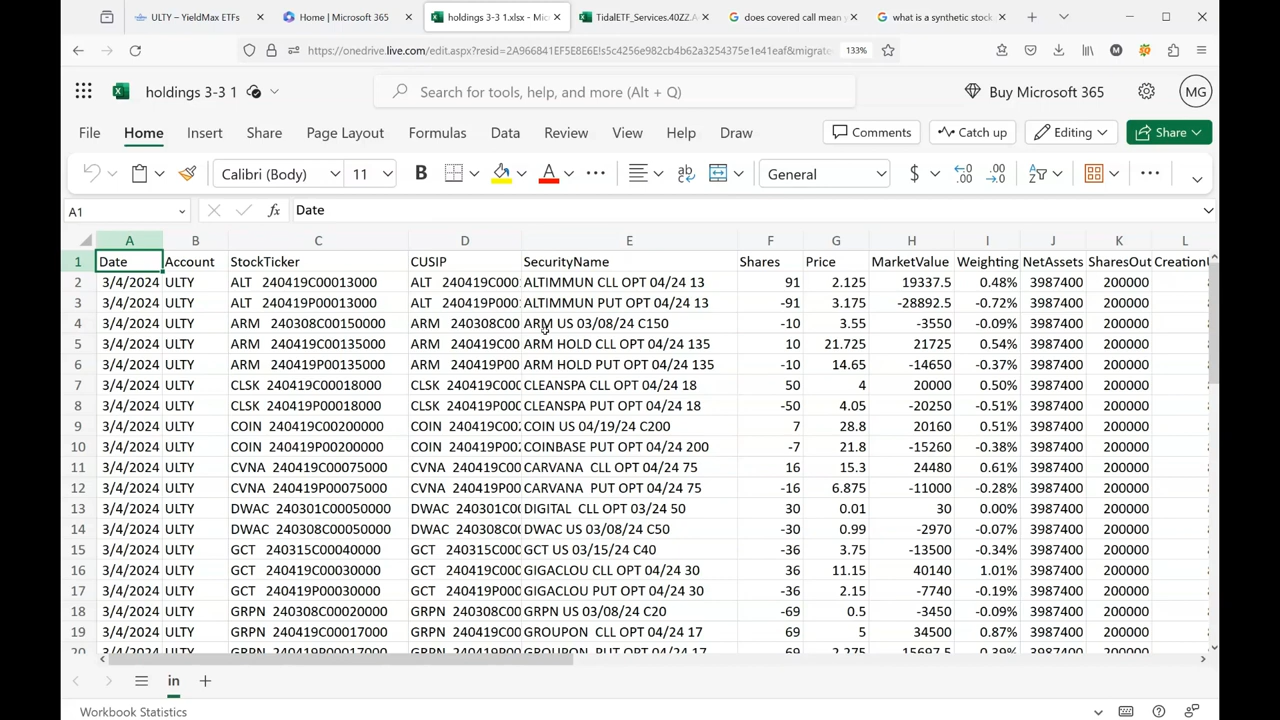 ULTY – YieldMax ETFs
Home | Microsoft 365
holdings 3-3 1.xlsx - Mi
TidalETF_Services.40ZZ.A
does covered call mean y
what is a synthetic stock
https://onedrive.live.com/edit.aspx?resid=2A966841EF5E8E6E!s5c4256e982cb4b62a3254375e1e41eaf&migrate
133%
holdings 3-3 1
Search for tools, help, and more (Alt + Q)
Buy Microsoft 365
MG
File Home Insert Share Page Layout Formulas Data Review View Help Draw
Comments Catch up Editing Share
Calibri (Body) 11 B A ab General $ .00 .00
A1 fx Date
A B C D E F G H I J K L
1 Date Account StockTicker CUSIP SecurityName Shares Price MarketValue Weighting NetAssets SharesOut CreationU
2 3/4/2024 ULTY ALT 240419C00013000 ALT 240419C000 ALTIMMUN CLL OPT 04/24 13 91 2.125 19337.5 0.48% 3987400 200000
3 3/4/2024 ULTY ALT 240419P00013000 ALT 240419P000 ALTIMMUN PUT OPT 04/24 13 -91 3.175 -28892.5 -0.72% 3987400 200000
4 3/4/2024 ULTY ARM 240308C00150000 ARM 240308C00 ARM US 03/08/24 C150 -10 3.55 -3550 -0.09% 3987400 200000
5 3/4/2024 ULTY ARM 240419C00135000 ARM 240419C00 ARM HOLD CLL OPT 04/24 135 10 21.725 21725 0.54% 3987400 200000
6 3/4/2024 ULTY ARM 240419P00135000 ARM 240419P00 ARM HOLD PUT OPT 04/24 135 -10 14.65 -14650 -0.37% 3987400 200000
7 3/4/2024 ULTY CLSK 240419C00018000 CLSK 240419C00 CLEANSPA CLL OPT 04/24 18 50 4 20000 0.50% 3987400 200000
8 3/4/2024 ULTY CLSK 240419P00018000 CLSK 240419P00 CLEANSPA PUT OPT 04/24 18 -50 4.05 -20250 -0.51% 3987400 200000
9 3/4/2024 ULTY COIN 240419C00200000 COIN 240419C00 COIN US 04/19/24 C200 7 28.8 20160 0.51% 3987400 200000
10 3/4/2024 ULTY COIN 240419P00200000 COIN 240419P00 COINBASE PUT OPT 04/24 200 -7 21.8 -15260 -0.38% 3987400 200000
11 3/4/2024 ULTY CVNA 240419C00075000 CVNA 240419C00 CARVANA CLL OPT 04/24 75 16 15.3 24480 0.61% 3987400 200000
12 3/4/2024 ULTY CVNA 240419P00075000 CVNA 240419P00 CARVANA PUT OPT 04/24 75 -16 6.875 -11000 -0.28% 3987400 200000
13 3/4/2024 ULTY DWAC 240301C00050000 DWAC 240301C0 DIGITAL CLL OPT 03/24 50 30 0.01 30 0.00% 3987400 200000
14 3/4/2024 ULTY DWAC 240308C00050000 DWAC 240308C0 DWAC US 03/08/24 C50 -30 0.99 -2970 -0.07% 3987400 200000
15 3/4/2024 ULTY GCT 240315C00040000 GCT 240315C000 GCT US 03/15/24 C40 -36 3.75 -13500 -0.34% 3987400 200000
16 3/4/2024 ULTY GCT 240419C00030000 GCT 240419C000 GIGACLOU CLL OPT 04/24 30 36 11.15 40140 1.01% 3987400 200000
17 3/4/2024 ULTY GCT 240419P00030000 GCT 240419P000 GIGACLOU PUT OPT 04/24 30 -36 2.15 -7740 -0.19% 3987400 200000
18 3/4/2024 ULTY GRPN 240308C00020000 GRPN 240308C0 GRPN US 03/08/24 C20 -69 0.5 -3450 -0.09% 3987400 200000
19 3/4/2024 ULTY GRPN 240419C00017000 GRPN 240419C0 GROUPON CLL OPT 04/24 17 69 5 34500 0.87% 3987400 200000
in
Workbook Statistics